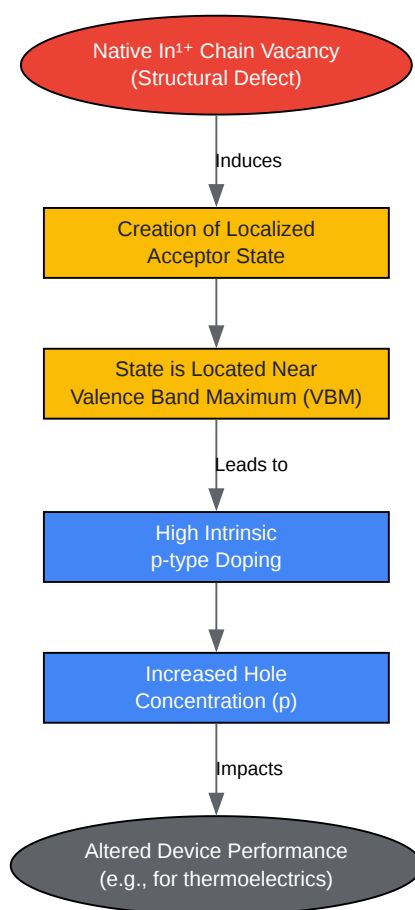 Native In¹⁺ Chain Vacancy
(Structural Defect)
Induces
Creation of Localized
Acceptor State
State is Located Near
Valence Band Maximum (VBM)
Leads to
High Intrinsic
p-type Doping
Increased Hole
Concentration (p)
Impacts
Altered Device Performance
(e.g., for thermoelectrics)